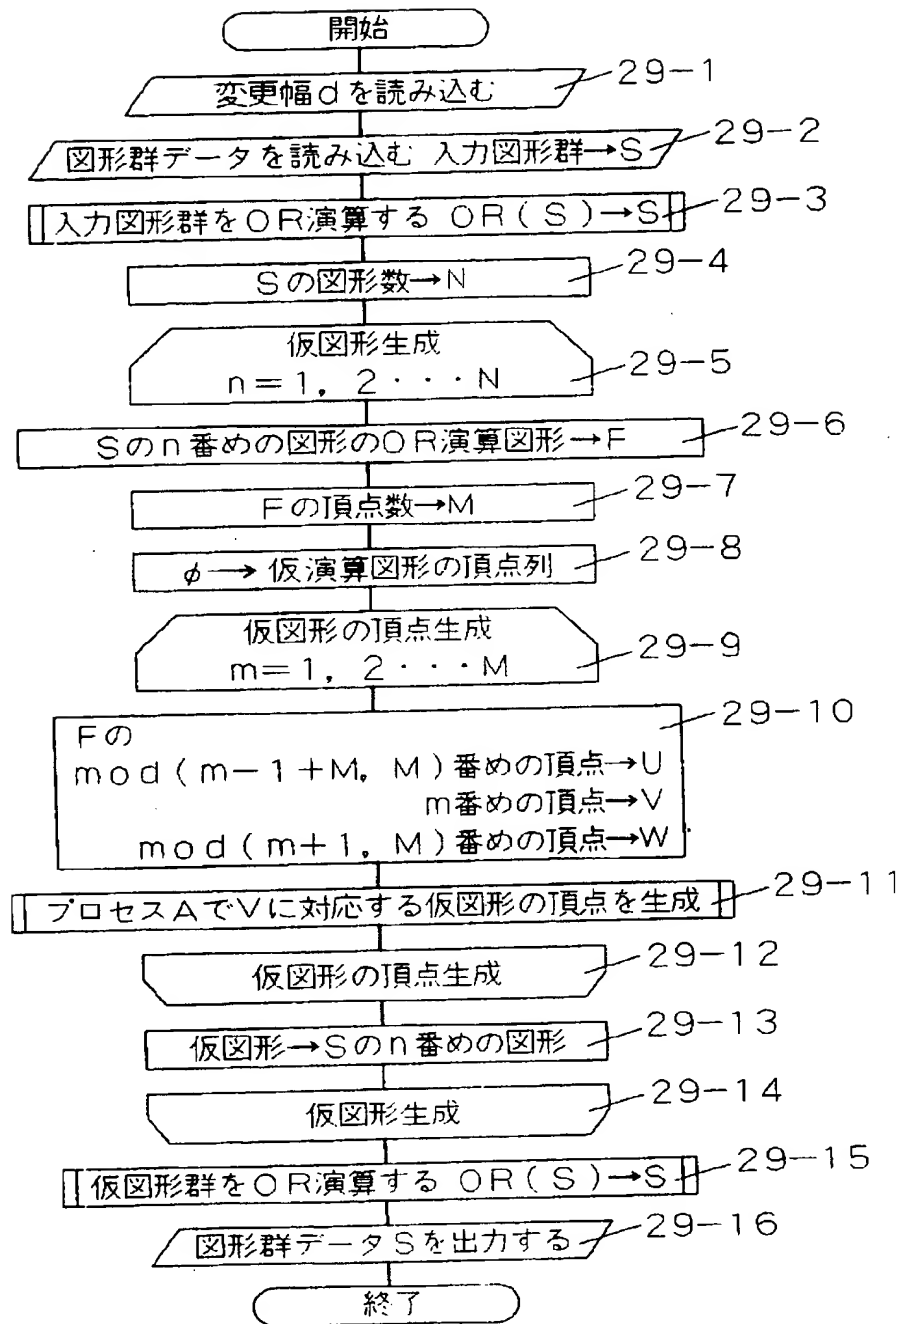 開始
変更幅dを読み込む
29-1
図形群データを読み込む 入力図形群→S
29-2
入力図形群をOR演算する OR(S)→S
29-3
Sの図形数→N
29-4
仮図形生成
n=1, 2・・・N
29-5
Sのn番めの図形のOR演算図形→F
29-6
Fの頂点数→M
29-7
φ→仮演算図形の頂点列
29-8
仮図形の頂点生成
m=1, 2・・・M
29-9
Fの
mod(m-1+M, M)番めの頂点→U
m番めの頂点→V
mod(m+1, M)番めの頂点→W
29-10
プロセスAでVに対応する仮図形の頂点を生成
29-11
仮図形の頂点生成
29-12
仮図形→Sのn番めの図形
29-13
仮図形生成
29-14
仮図形群をOR演算する OR(S)→S
29-15
図形群データSを出力する
29-16
終了